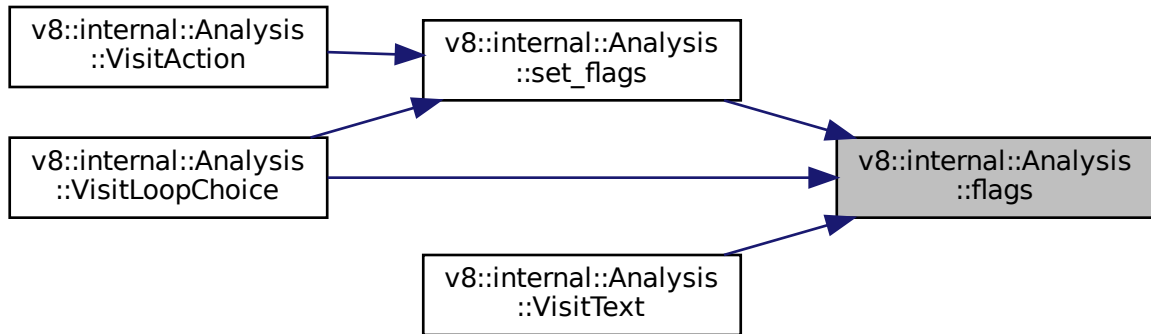 v8::internal::Analysis
::VisitAction
v8::internal::Analysis
::set_flags
v8::internal::Analysis
::VisitLoopChoice
v8::internal::Analysis
::flags
v8::internal::Analysis
::VisitText